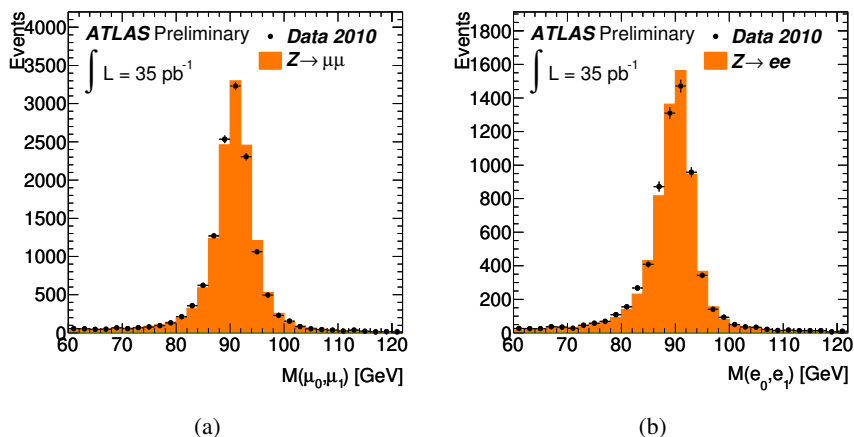 Events
ATLAS Preliminary
∫ L = 35 pb⁻¹
Data 2010
Z→ μμ
4000
3500
3000
2500
2000
1500
1000
500
0
60 70 80 90 100 110 120
M(μ₀,μ₁) [GeV]
(a)
Events
ATLAS Preliminary
∫ L = 35 pb⁻¹
Data 2010
Z→ ee
1800
1600
1400
1200
1000
800
600
400
200
0
60 70 80 90 100 110 120
M(e₀,e₁) [GeV]
(b)